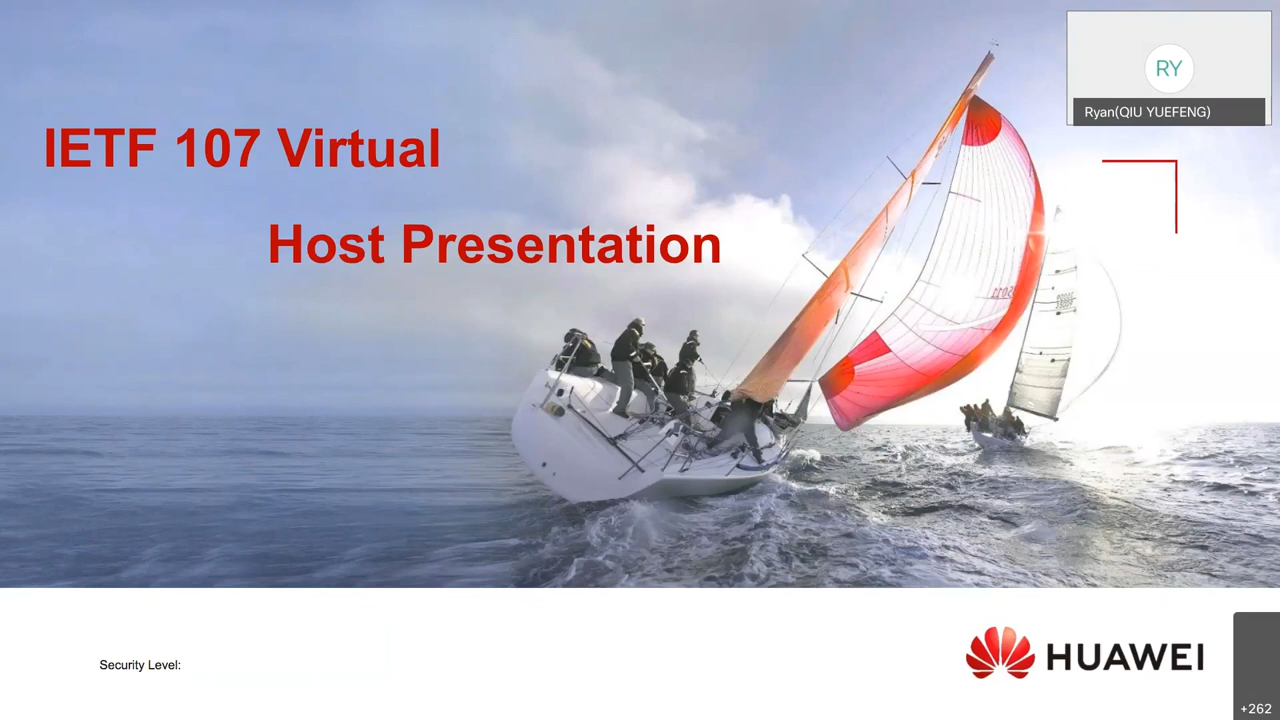 IETF 107 Virtual
Host Presentation
RY
Ryan(QIU YUEFENG)
Security Level:
HUAWEI
+262